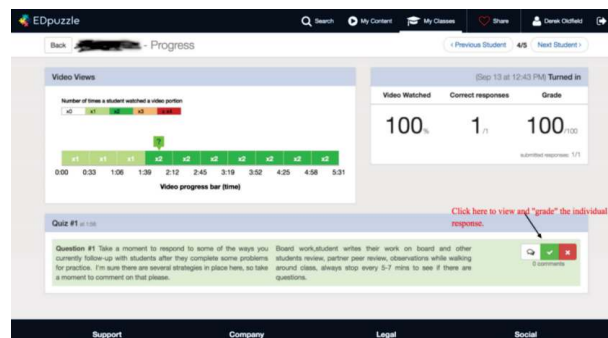 EDpuzzle
Search
My Content
My Classes
Share
Derek Oldfield
Back
- Progress
‹ Previous Student
4/5
Next Student ›
Video Views
Number of times a student watched a video portion
x0 x1 x2 x3
?
x1 x1 x1 x2 x2 x2 x2 x2 x2 x2
0:00 0:33 1:06 1:39 2:12 2:45 3:19 3:52 4:25 4:58 5:31
Video progress bar (time)
(Sep 13 at 12:43 PM) Turned in
Video Watched Correct responses Grade
100% 1/1 100/100
submitted responses: 1/1
Click here to view and "grade" the individual
response.
Quiz #1 at 1:56
Question #1 Take a moment to respond to some of the ways you
currently follow-up with students after they complete some problems
for practice. I'm sure there are several strategies in place here, so take
a moment to comment on that please.
Board work,student writes their work on board and other
students review, partner peer review, observations while walking
around class, always stop every 5-7 mins to see if there are
questions.
0 comments
Support Company Legal Social